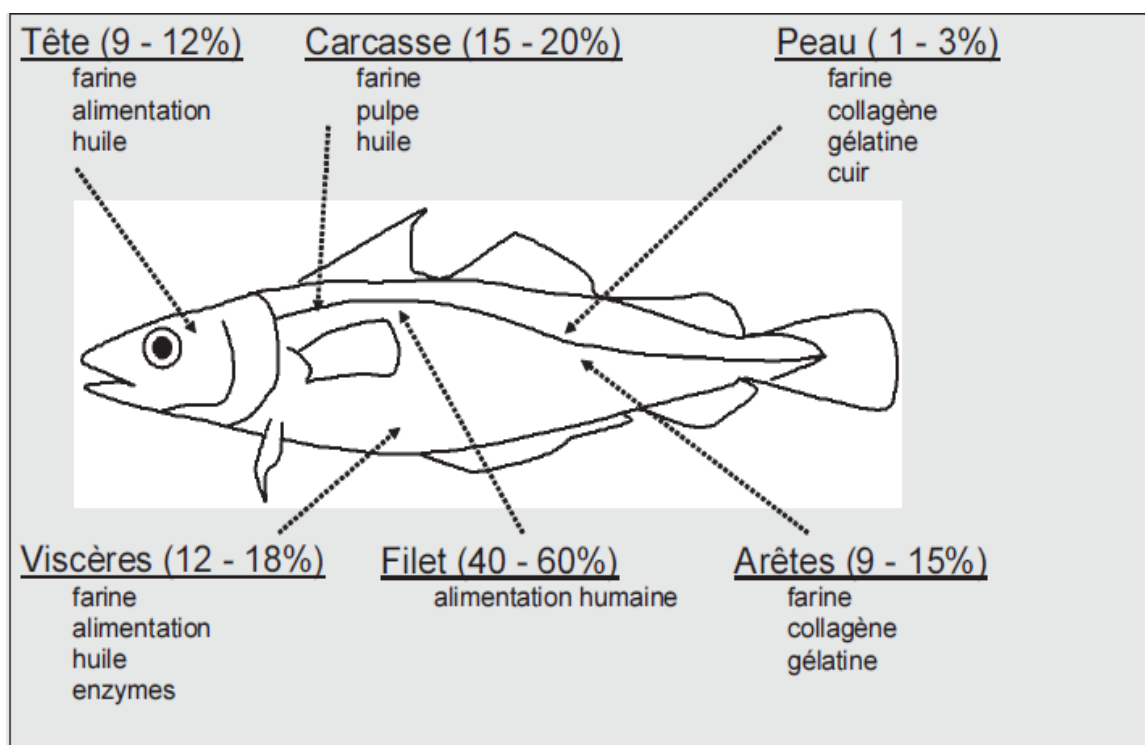 Tête (9 - 12%)
farine
alimentation
huile
Carcasse (15 - 20%)
farine
pulpe
huile
Peau ( 1 - 3%)
farine
collagène
gélatine
cuir
Viscères (12 - 18%)
farine
alimentation
huile
enzymes
Filet (40 - 60%)
alimentation humaine
Arêtes (9 - 15%)
farine
collagène
gélatine